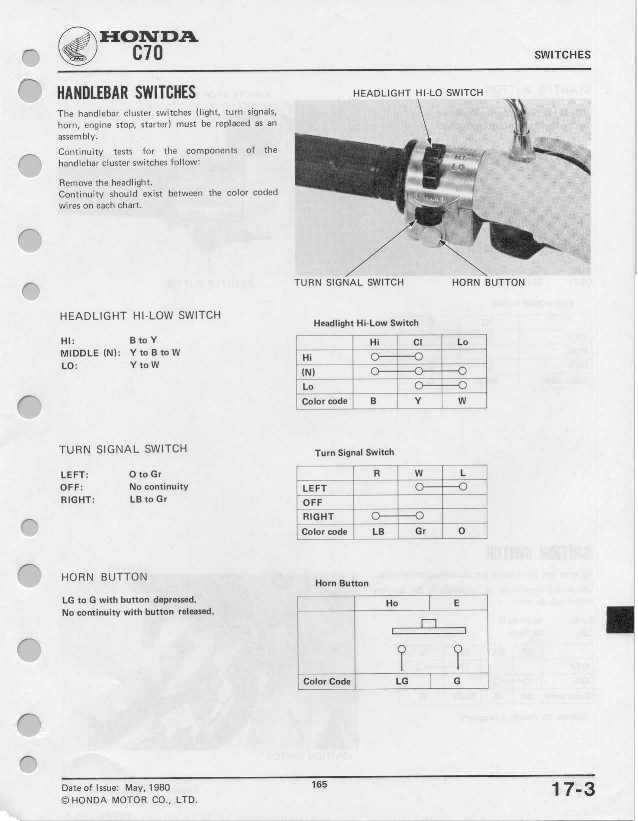 HONDA
C70
SWITCHES
HANDLEBAR SWITCHES
The handlebar cluster switches (light, turn signals,
horn, engine stop, starter) must be replaced as an
assembly.
Continuity tests for the components of the
handlebar cluster switches follow:
Remove the headlight.
Continuity should exist between the color coded
wires on each chart.
HEADLIGHT HI-LO SWITCH
HI
LO
TURN SIGNAL SWITCH
HORN BUTTON
HEADLIGHT HI-LOW SWITCH
HI: B to Y
MIDDLE (N): Y to B to W
LO: Y to W
Headlight Hi-Low Switch
Hi Cl Lo
Hi
(N)
Lo
Color code B Y W
TURN SIGNAL SWITCH
LEFT: O to Gr
OFF: No continuity
RIGHT: LB to Gr
Turn Signal Switch
R W L
LEFT
OFF
RIGHT
Color code LB Gr O
HORN BUTTON
LG to G with button depressed.
No continuity with button released.
Horn Button
Ho E
Color Code LG G
Date of Issue: May, 1980
© HONDA MOTOR CO., LTD.
165
17-3